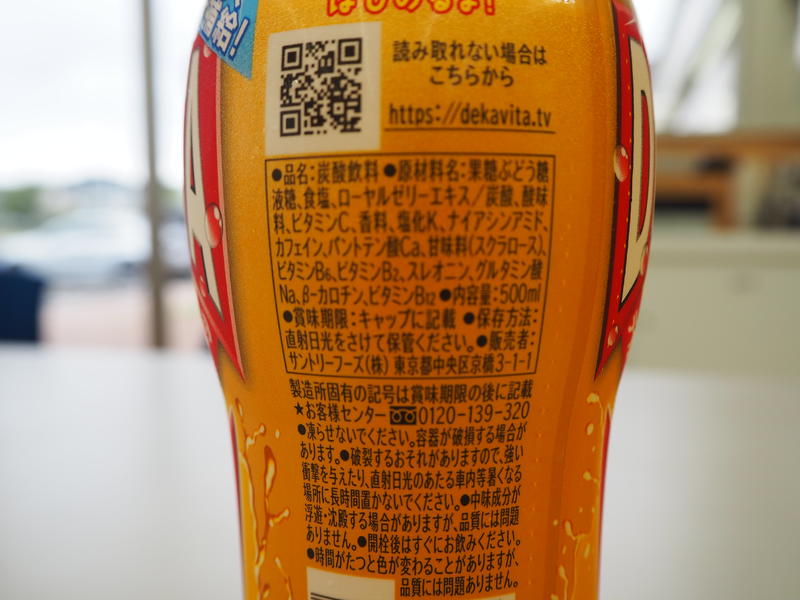 補給!
はじめるよ!
読み取れない場合は
こちらから
https://dekavita.tv
A
D
●品名:炭酸飲料 ●原材料名:果糖ぶどう糖
液糖、食塩、ローヤルゼリーエキス/炭酸、酸味
料、ビタミンC、香料、塩化K、ナイアシンアミド、
カフェイン、パントテン酸Ca、甘味料(スクラロース)、
ビタミンB₆、ビタミンB₂、スレオニン、グルタミン酸
Na、β-カロチン、ビタミンB₁₂ ●内容量:500ml
●賞味期限:キャップに記載 ●保存方法:
直射日光をさけて保管ください。●販売者:
サントリーフーズ(株) 東京都中央区京橋3-1-1
製造所固有の記号は賞味期限の後に記載
★お客様センター 0120-139-320
●凍らせないでください。容器が破損する場合が
あります。●破裂するおそれがありますので、強い
衝撃を与えたり、直射日光のあたる車内等暑くなる
場所に長時間置かないでください。●中味成分が
浮遊・沈殿する場合がありますが、品質には問題
ありません。●開栓後はすぐにお飲みください。
●時間がたつと色が変わることがありますが、
品質には問題ありません。